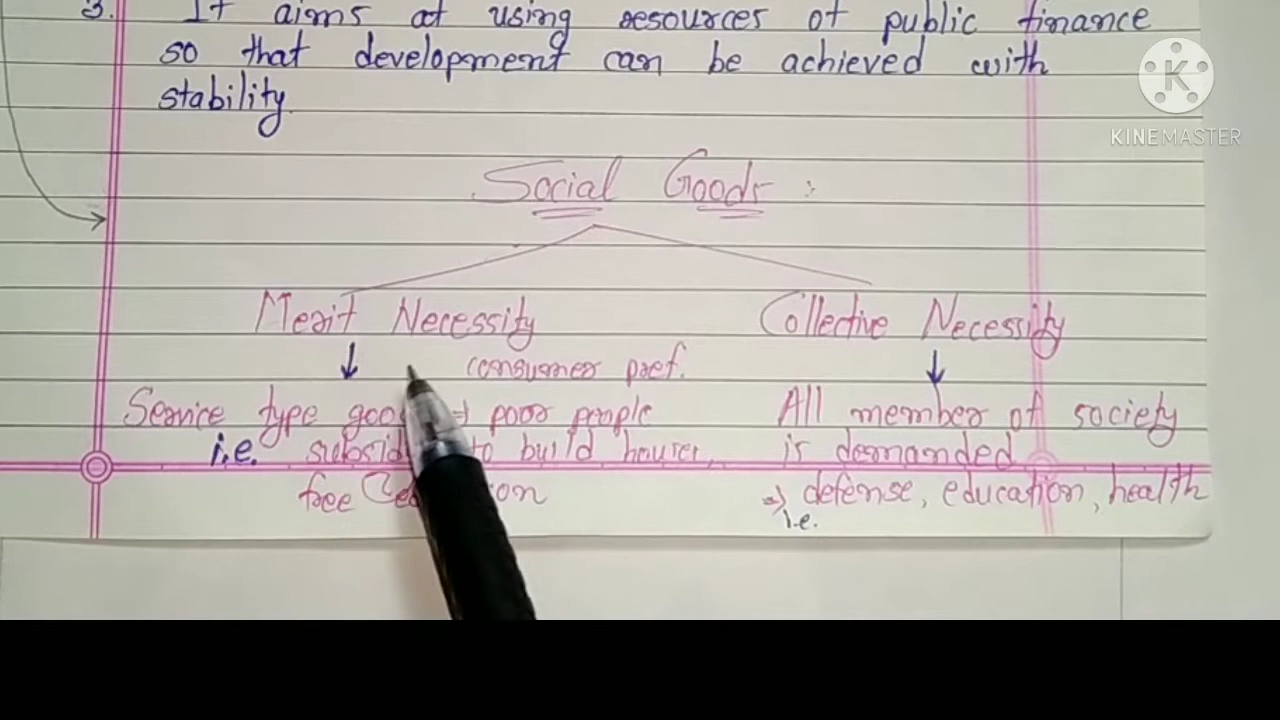 3. It aims at using resources of public finance
so that development can be achieved with
stability.
KINEMASTER
Social Goods :
Merit Necessity
Collective Necessity
consumer pref.
Service type poor people
i.e. to build houses,
free
All member of society
is demanded
⇒ defense, education, health
i.e.